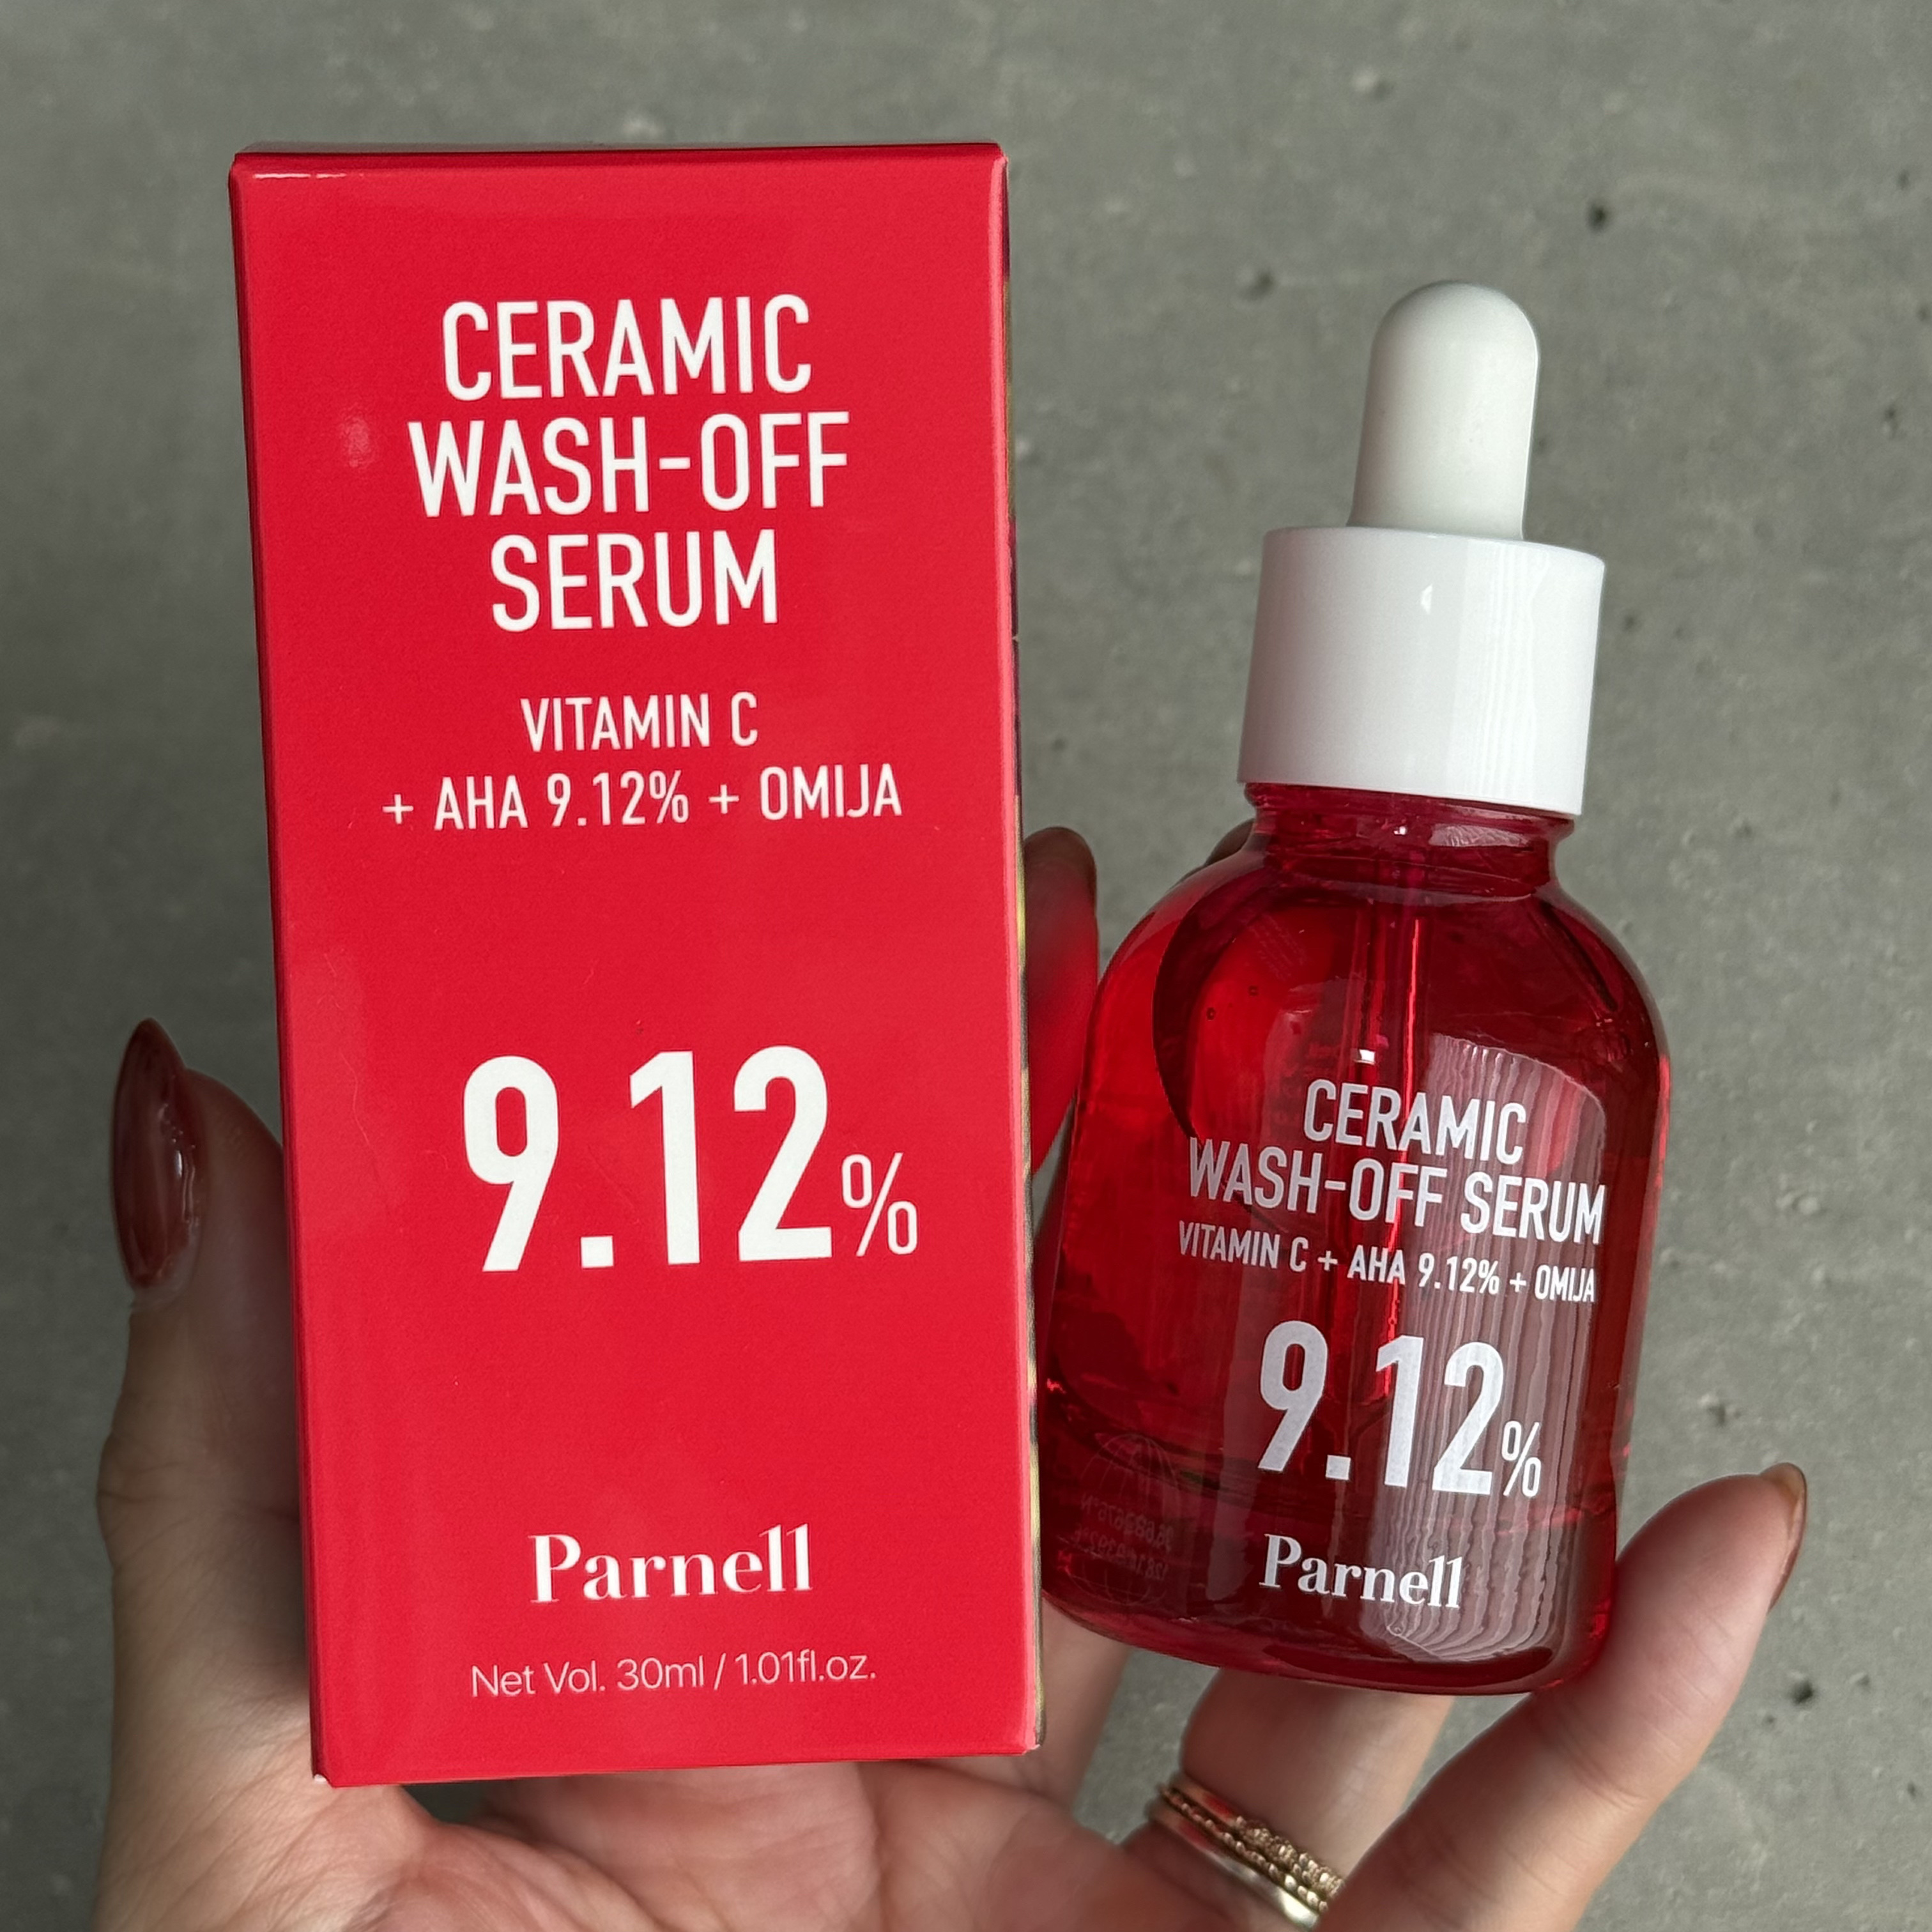 CERAMIC
WASH-OFF
SERUM
VITAMIN C
+ AHA 9.12% + OMIJA
9.12%
Parnell
Net Vol. 30ml / 1.01fl.oz.
CERAMIC
WASH-OFF SERUM
VITAMIN C + AHA 9.12% + OMIJA
9.12%
Parnell